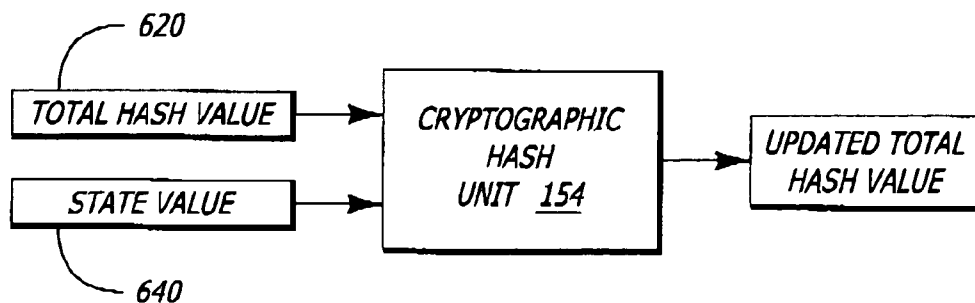 620
TOTAL HASH VALUE
STATE VALUE
640
CRYPTOGRAPHIC
HASH
UNIT 154
UPDATED TOTAL
HASH VALUE